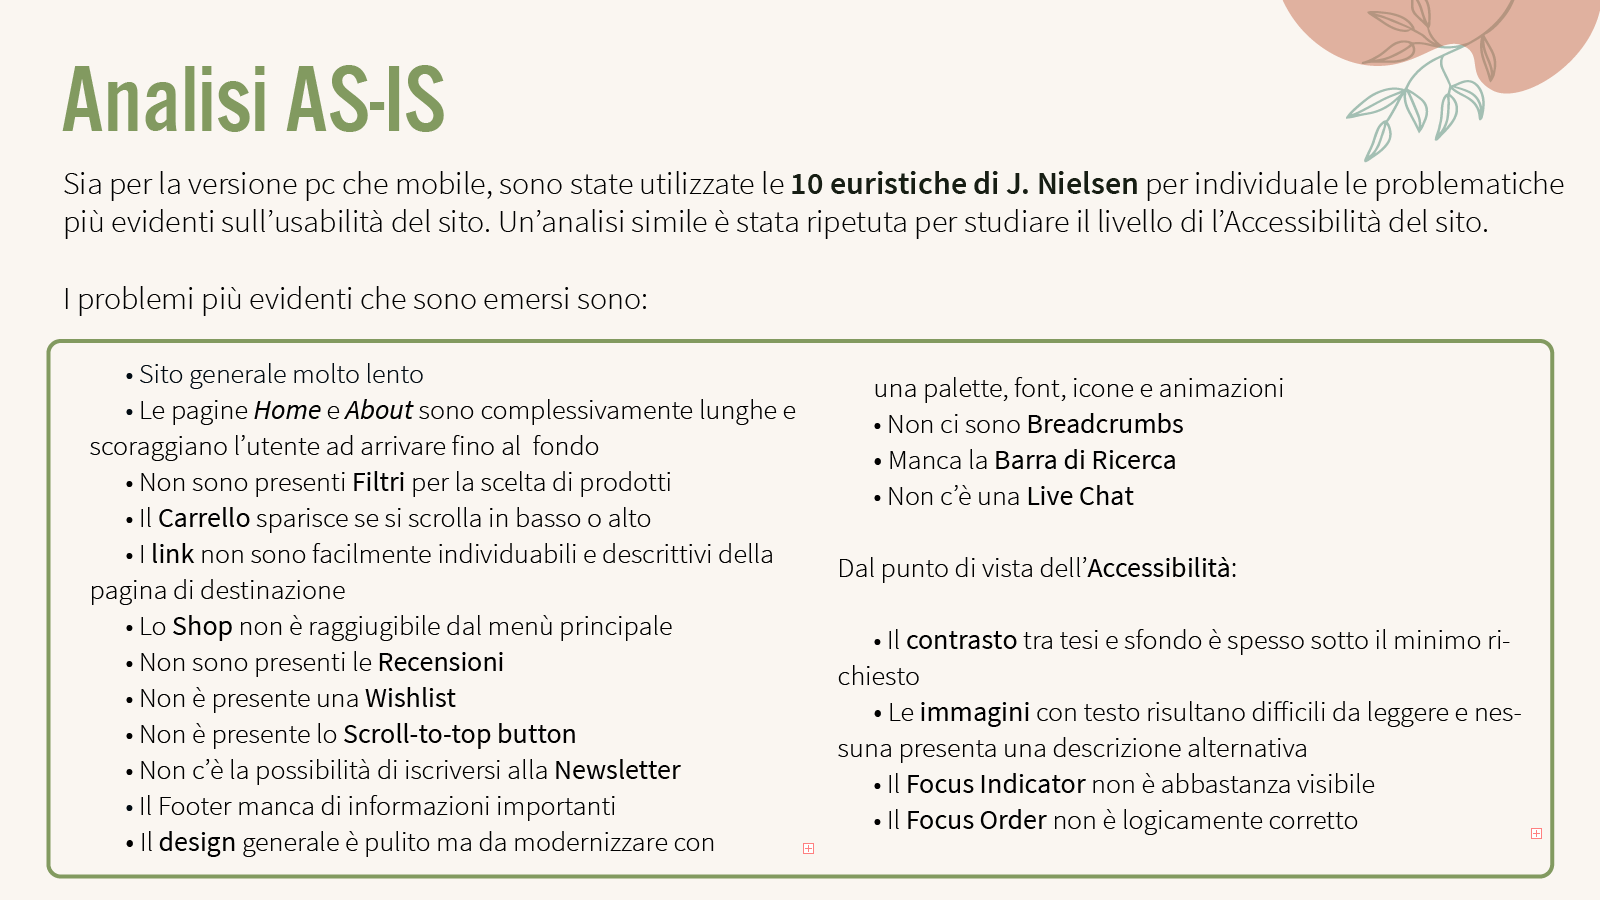 Analisi AS-IS
Sia per la versione pc che mobile, sono state utilizzate le 10 euristiche di J. Nielsen per individuale le problematiche
più evidenti sull’usabilità del sito. Un’analisi simile è stata ripetuta per studiare il livello di l’Accessibilità del sito.
I problemi più evidenti che sono emersi sono:
• Sito generale molto lento
• Le pagine Home e About sono complessivamente lunghe e
scoraggiano l’utente ad arrivare fino al  fondo
• Non sono presenti Filtri per la scelta di prodotti
• Il Carrello sparisce se si scrolla in basso o alto
• I link non sono facilmente individuabili e descrittivi della
pagina di destinazione
• Lo Shop non è raggiugibile dal menù principale
• Non sono presenti le Recensioni
• Non è presente una Wishlist
• Non è presente lo Scroll-to-top button
• Non c’è la possibilità di iscriversi alla Newsletter
• Il Footer manca di informazioni importanti
• Il design generale è pulito ma da modernizzare con
una palette, font, icone e animazioni
• Non ci sono Breadcrumbs
• Manca la Barra di Ricerca
• Non c’è una Live Chat
Dal punto di vista dell’Accessibilità:
• Il contrasto tra tesi e sfondo è spesso sotto il minimo ri-
chiesto
• Le immagini con testo risultano difficili da leggere e nes-
suna presenta una descrizione alternativa
• Il Focus Indicator non è abbastanza visibile
• Il Focus Order non è logicamente corretto